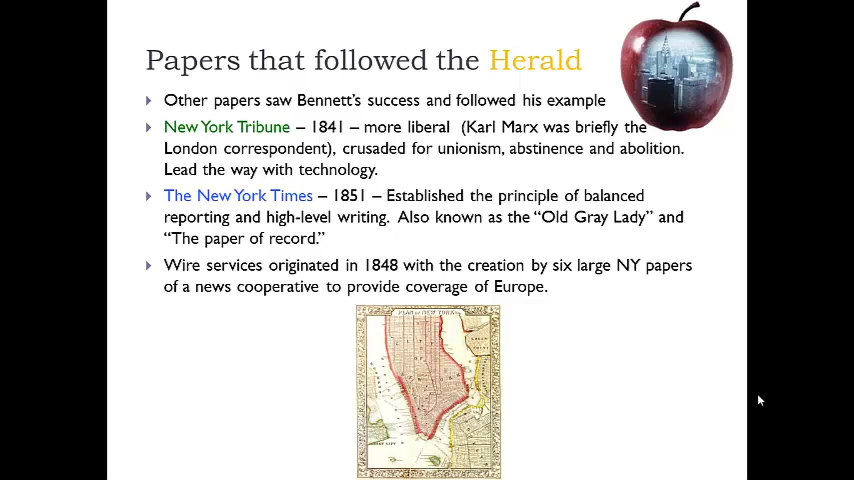 Papers that followed the Herald
Other papers saw Bennett's success and followed his example
New York Tribune – 1841 – more liberal (Karl Marx was briefly the
London correspondent), crusaded for unionism, abstinence and abolition.
Lead the way with technology.
The New York Times – 1851 – Established the principle of balanced
reporting and high-level writing. Also known as the “Old Gray Lady” and
“The paper of record.”
Wire services originated in 1848 with the creation by six large NY papers
of a news cooperative to provide coverage of Europe.
PLAN OF NEW YORK